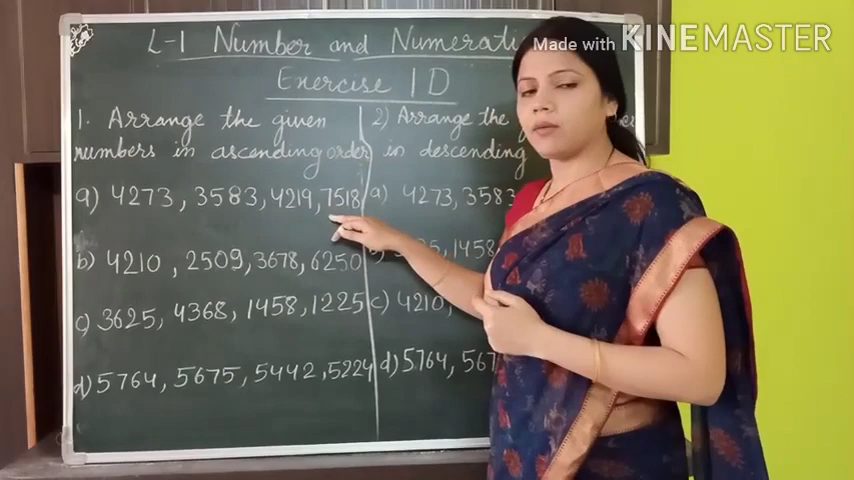 Made with KINEMASTER
L-1 Number and Numerati
Exercise 1D
1. Arrange the given
numbers in ascending order
a) 4273, 3583, 4219, 7518
b) 4210, 2509, 3678, 6250
c) 3625, 4368, 1458, 1225
d) 5764, 5675, 5442, 5224
2) Arrange the
in descending
a) 4273, 3583
1458
c) 4210,
d) 5764, 567